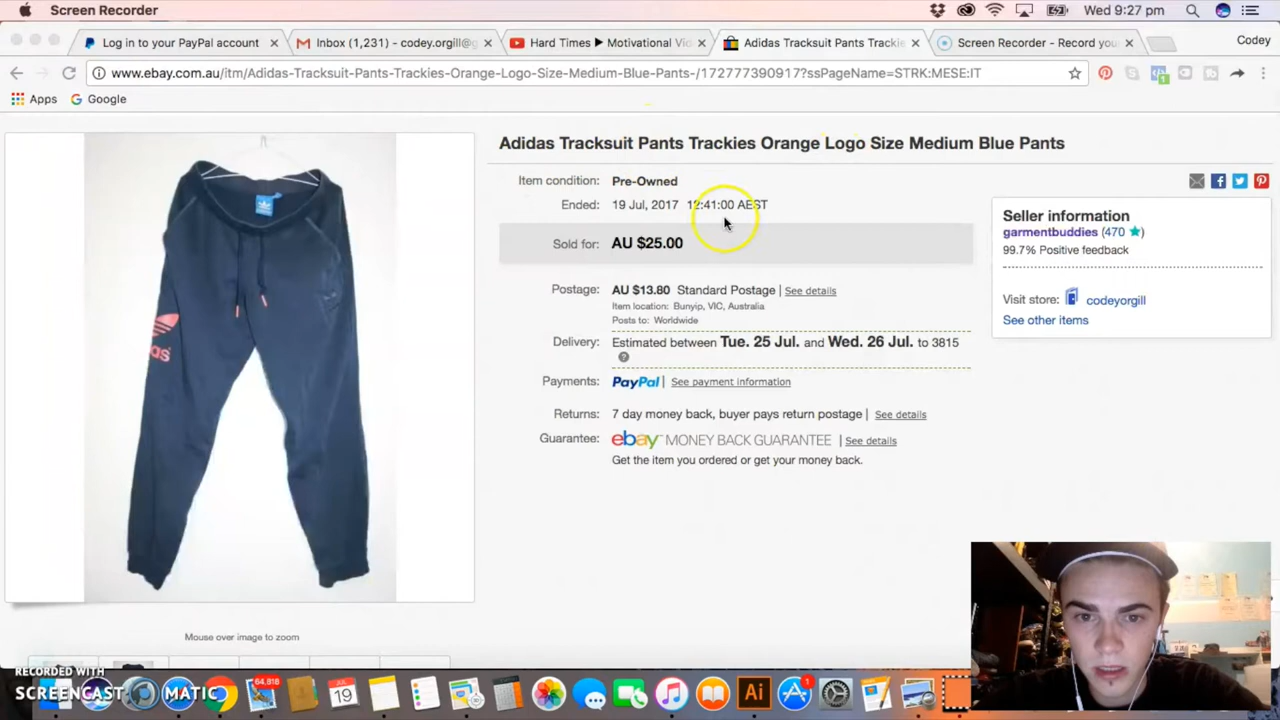 Screen Recorder
Wed 9:27 pm
Log in to your PayPal account
Inbox (1,231) - codey.orgill@
Hard Times ▶ Motivational Vi
Adidas Tracksuit Pants Trackie
Screen Recorder - Record you
Codey
www.ebay.com.au/itm/Adidas-Tracksuit-Pants-Trackies-Orange-Logo-Size-Medium-Blue-Pants-/172777390917?ssPageName=STRK:MESE:IT
Apps
Google
Adidas Tracksuit Pants Trackies Orange Logo Size Medium Blue Pants
Item condition: Pre-Owned
Ended: 19 Jul, 2017 12:41:00 AEST
Sold for: AU $25.00
Postage: AU $13.80 Standard Postage | See details
Item location: Bunyip, VIC, Australia
Posts to: Worldwide
Delivery: Estimated between Tue. 25 Jul. and Wed. 26 Jul. to 3815
Payments: PayPal | See payment information
Returns: 7 day money back, buyer pays return postage | See details
Guarantee: ebay MONEY BACK GUARANTEE | See details
Get the item you ordered or get your money back.
Seller information
garmentbuddies (470 ★)
99.7% Positive feedback
Visit store: codeyorgill
See other items
Mouse over image to zoom
RECORDED WITH
SCREENCAST MATIC
64,818
JUL
19
Ai
1